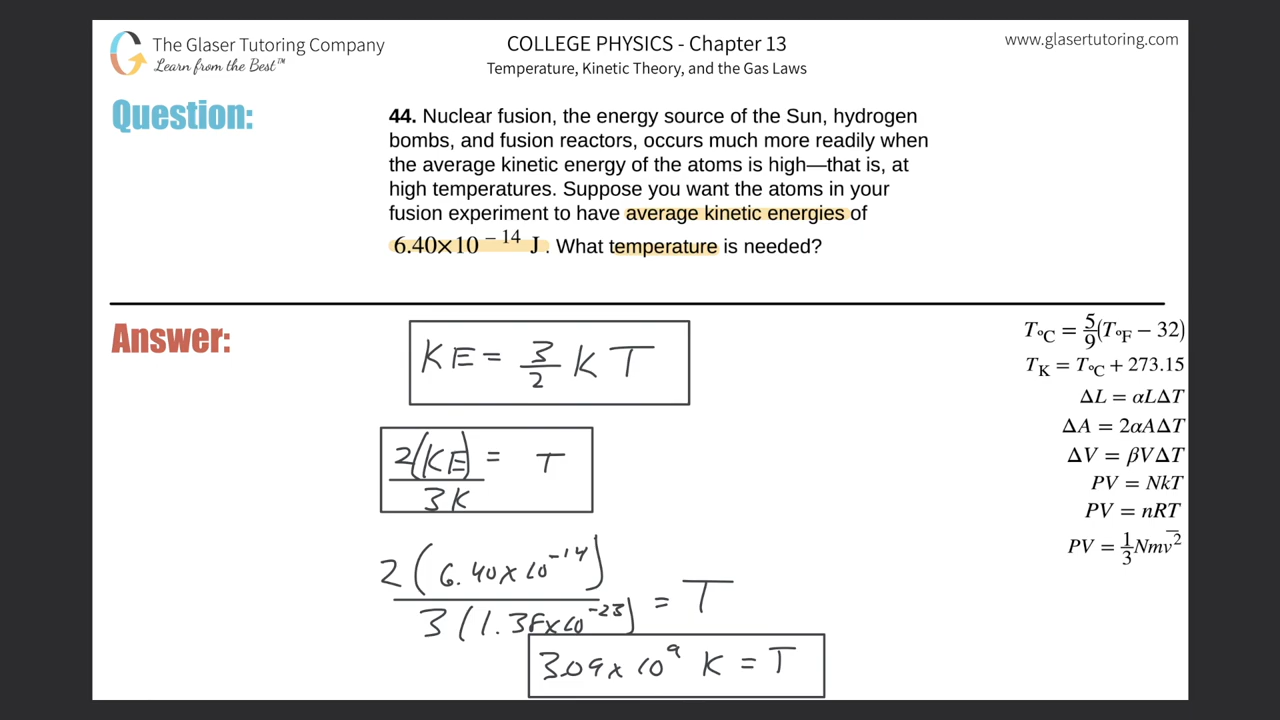 The Glaser Tutoring Company
Learn from the Best™
COLLEGE PHYSICS - Chapter 13
Temperature, Kinetic Theory, and the Gas Laws
www.glasertutoring.com
Question:
44. Nuclear fusion, the energy source of the Sun, hydrogen
bombs, and fusion reactors, occurs much more readily when
the average kinetic energy of the atoms is high—that is, at
high temperatures. Suppose you want the atoms in your
fusion experiment to have average kinetic energies of
6.40×10⁻¹⁴ J. What temperature is needed?
Answer:
KE = 3/2 K T
2(KE)/3K = T
2(6.40x10⁻¹⁴)/3(1.38x10⁻²³) = T
3.09x10⁹ K = T
T°C = 5/9(T°F − 32)
TK = T°C + 273.15
ΔL = αLΔT
ΔA = 2αAΔT
ΔV = βVΔT
PV = NkT
PV = nRT
PV = 1/3Nmv̅²